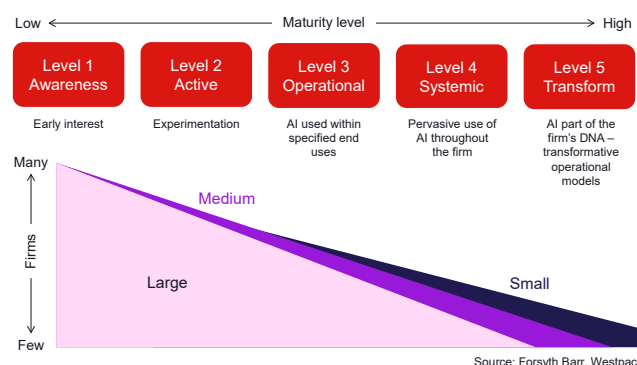 Low Maturity level High
Level 1
Awareness
Level 2
Active
Level 3
Operational
Level 4
Systemic
Level 5
Transform
Early interest
Experimentation
AI used within
specified end
uses
Pervasive use of
AI throughout
the firm
AI part of the
firm's DNA –
transformative
operational
models
Many
Firms
Few
Medium
Large
Small
Source: Forsyth Barr, Westpac